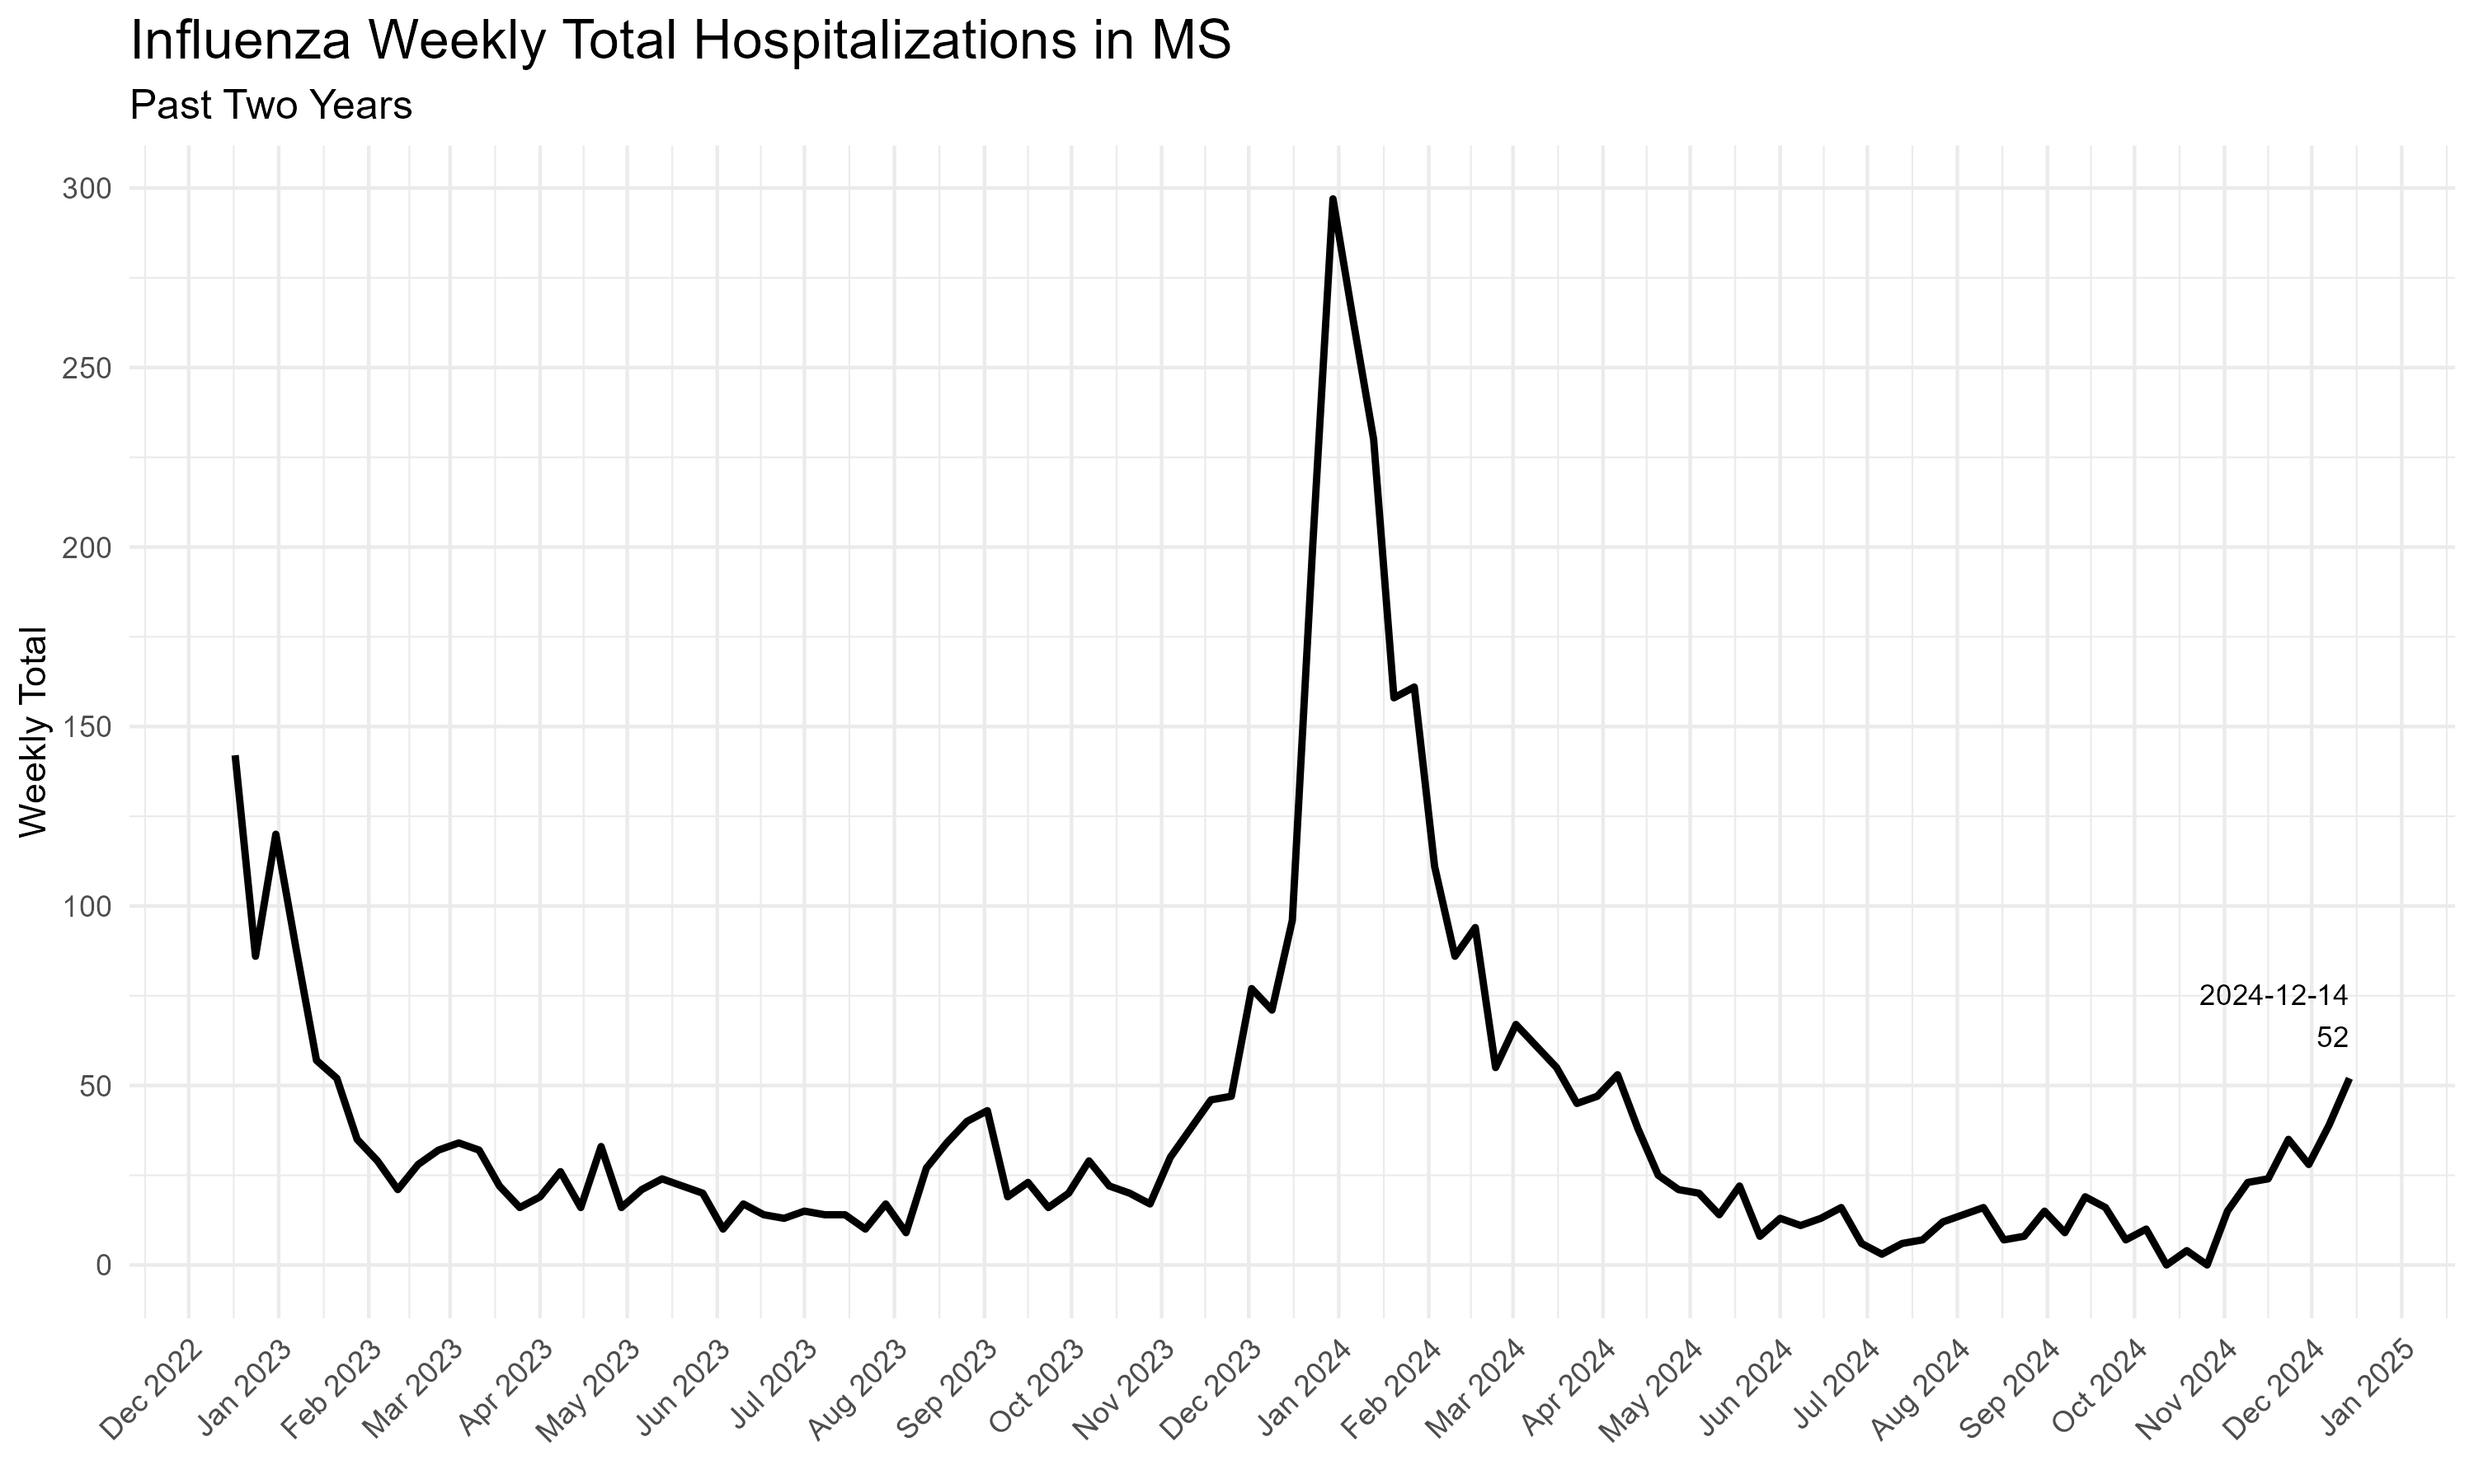 Influenza Weekly Total Hospitalizations in MS
Past Two Years
Weekly Total
300
250
200
150
100
50
0
2024-12-14
52
Dec 2022
Jan 2023
Feb 2023
Mar 2023
Apr 2023
May 2023
Jun 2023
Jul 2023
Aug 2023
Sep 2023
Oct 2023
Nov 2023
Dec 2023
Jan 2024
Feb 2024
Mar 2024
Apr 2024
May 2024
Jun 2024
Jul 2024
Aug 2024
Sep 2024
Oct 2024
Nov 2024
Dec 2024
Jan 2025